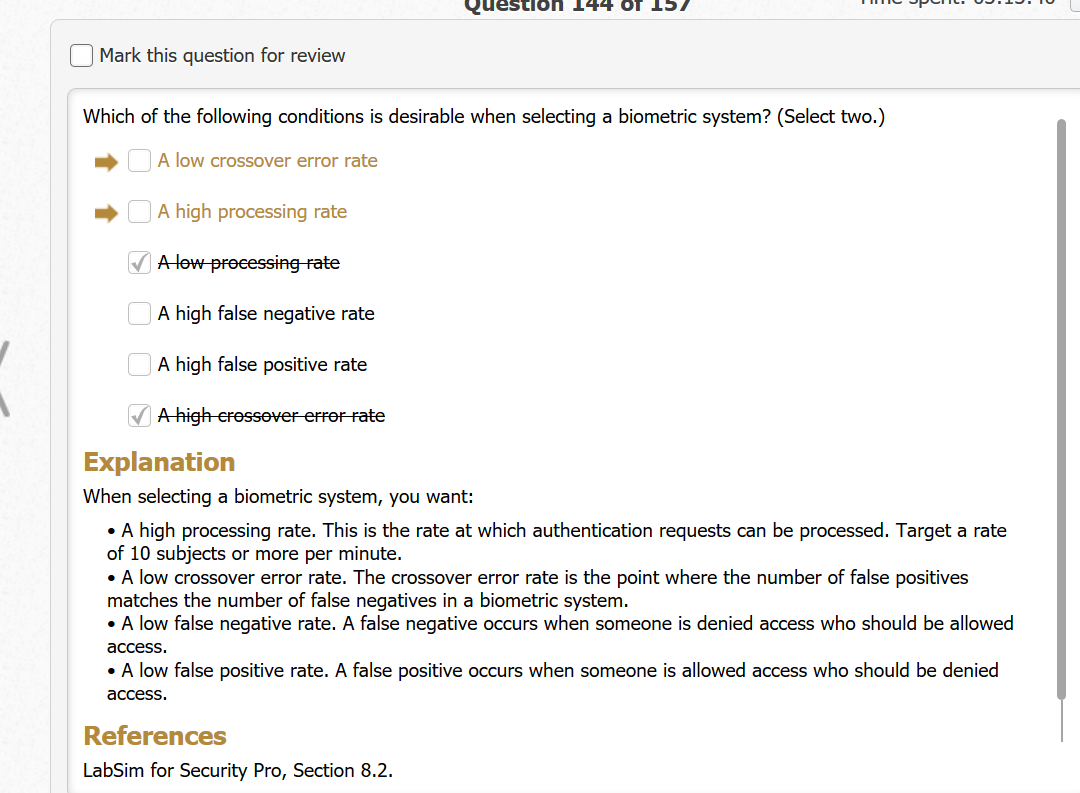 Question 144 of 157
Mark this question for review
Which of the following conditions is desirable when selecting a biometric system? (Select two.)
A low crossover error rate
A high processing rate
A low processing rate
A high false negative rate
A high false positive rate
A high crossover error rate
Explanation
When selecting a biometric system, you want:
• A high processing rate. This is the rate at which authentication requests can be processed. Target a rate
of 10 subjects or more per minute.
• A low crossover error rate. The crossover error rate is the point where the number of false positives
matches the number of false negatives in a biometric system.
• A low false negative rate. A false negative occurs when someone is denied access who should be allowed
access.
• A low false positive rate. A false positive occurs when someone is allowed access who should be denied
access.
References
LabSim for Security Pro, Section 8.2.